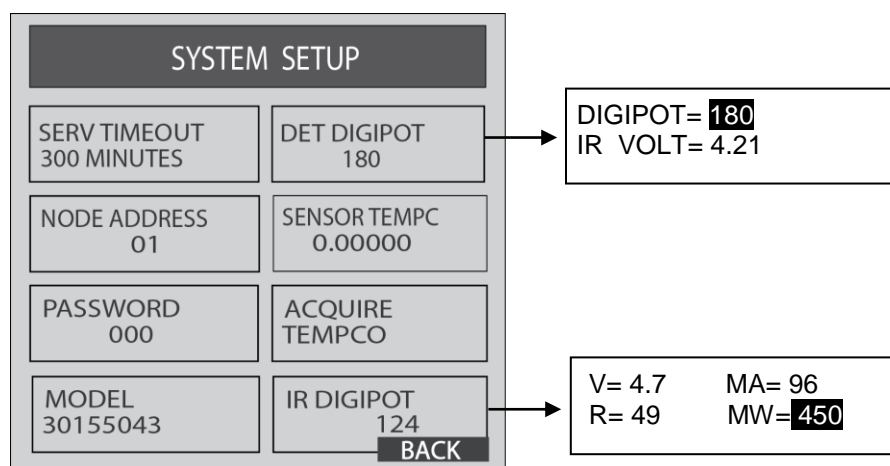 SYSTEM SETUP
SERV TIMEOUT
300 MINUTES
DET DIGIPOT
180
DIGIPOT= 180
IR VOLT= 4.21
NODE ADDRESS
01
SENSOR TEMPC
0.00000
PASSWORD
000
ACQUIRE
TEMPCO
MODEL
30155043
IR DIGIPOT
124
BACK
V= 4.7 MA= 96
R= 49 MW= 450